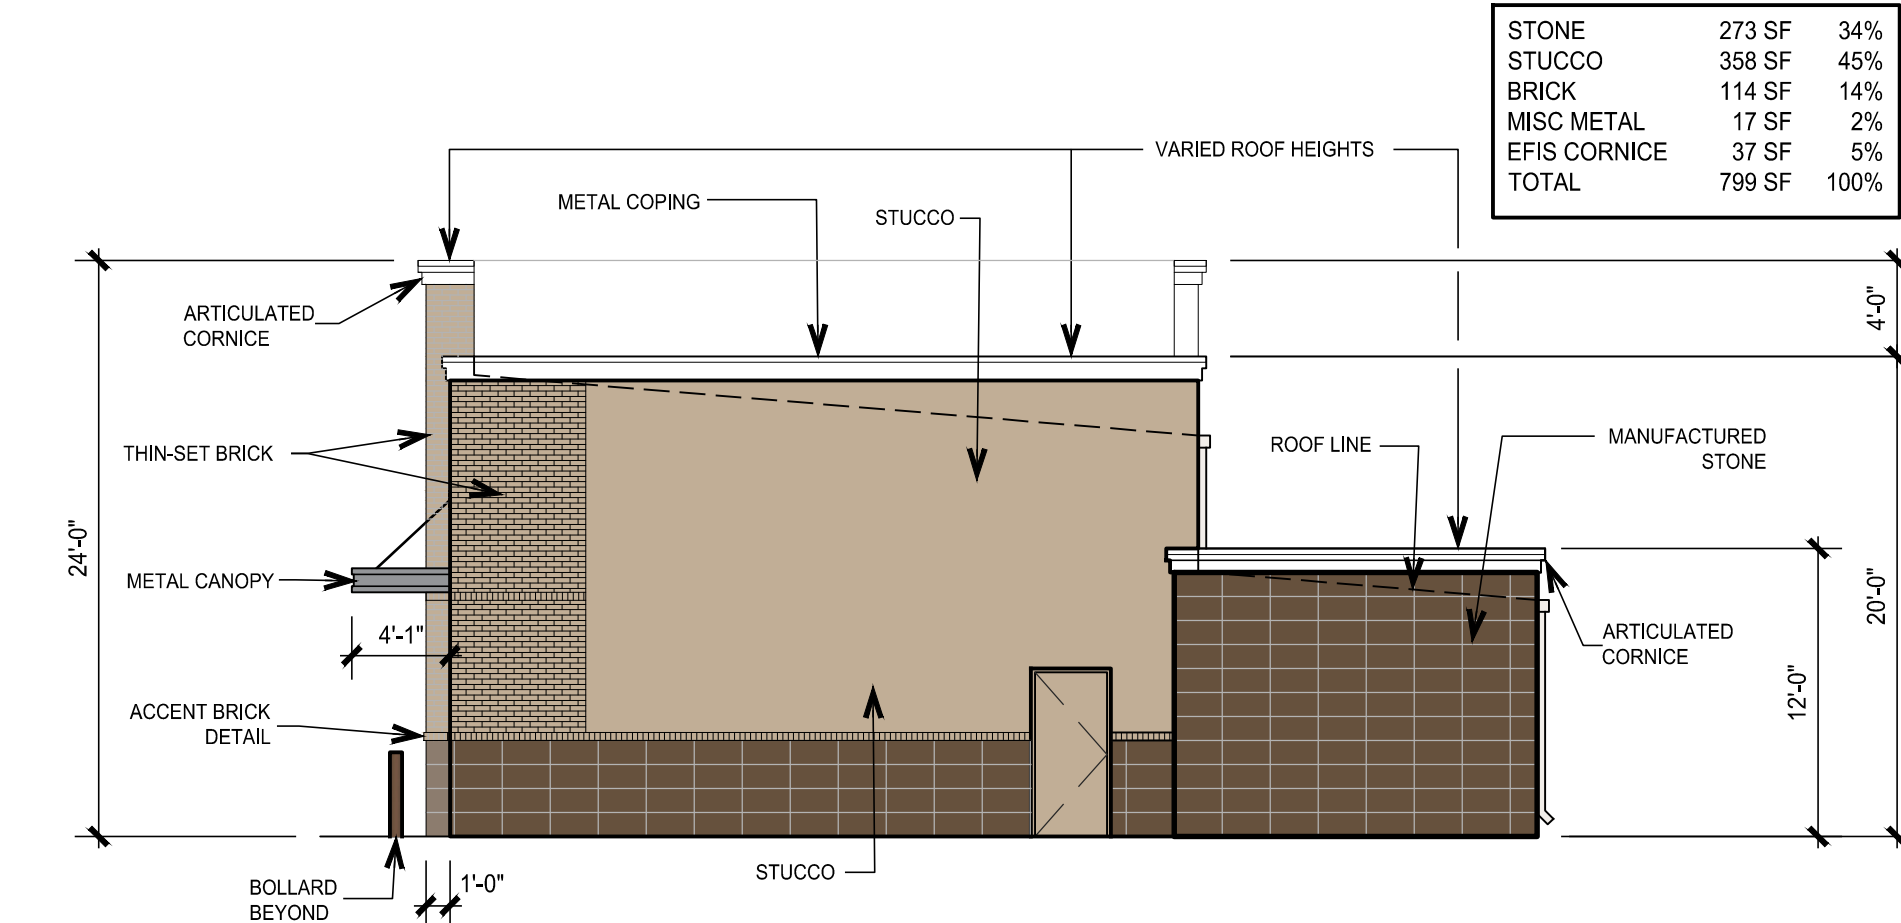 STONE 273 SF 34%
STUCCO 358 SF 45%
BRICK 114 SF 14%
MISC METAL 17 SF 2%
EFIS CORNICE 37 SF 5%
TOTAL 799 SF 100%
VARIED ROOF HEIGHTS
METAL COPING
STUCCO
ARTICULATED
CORNICE
4'-0"
THIN-SET BRICK
ROOF LINE
MANUFACTURED
STONE
24'-0"
METAL CANOPY
20'-0"
4'-1"
ARTICULATED
CORNICE
12'-0"
ACCENT BRICK
DETAIL
STUCCO
1'-0"
BOLLARD
BEYOND